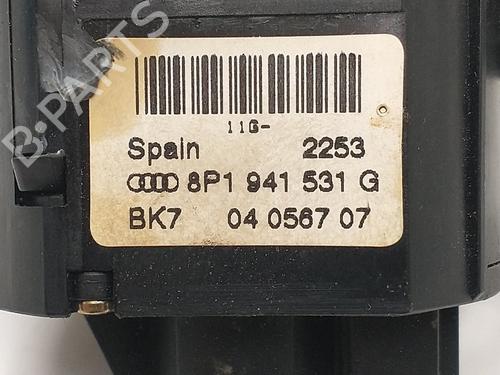 B-PARTS
11G-
Spain 2253
8P1 941 531 G
BK7 04 0567 07